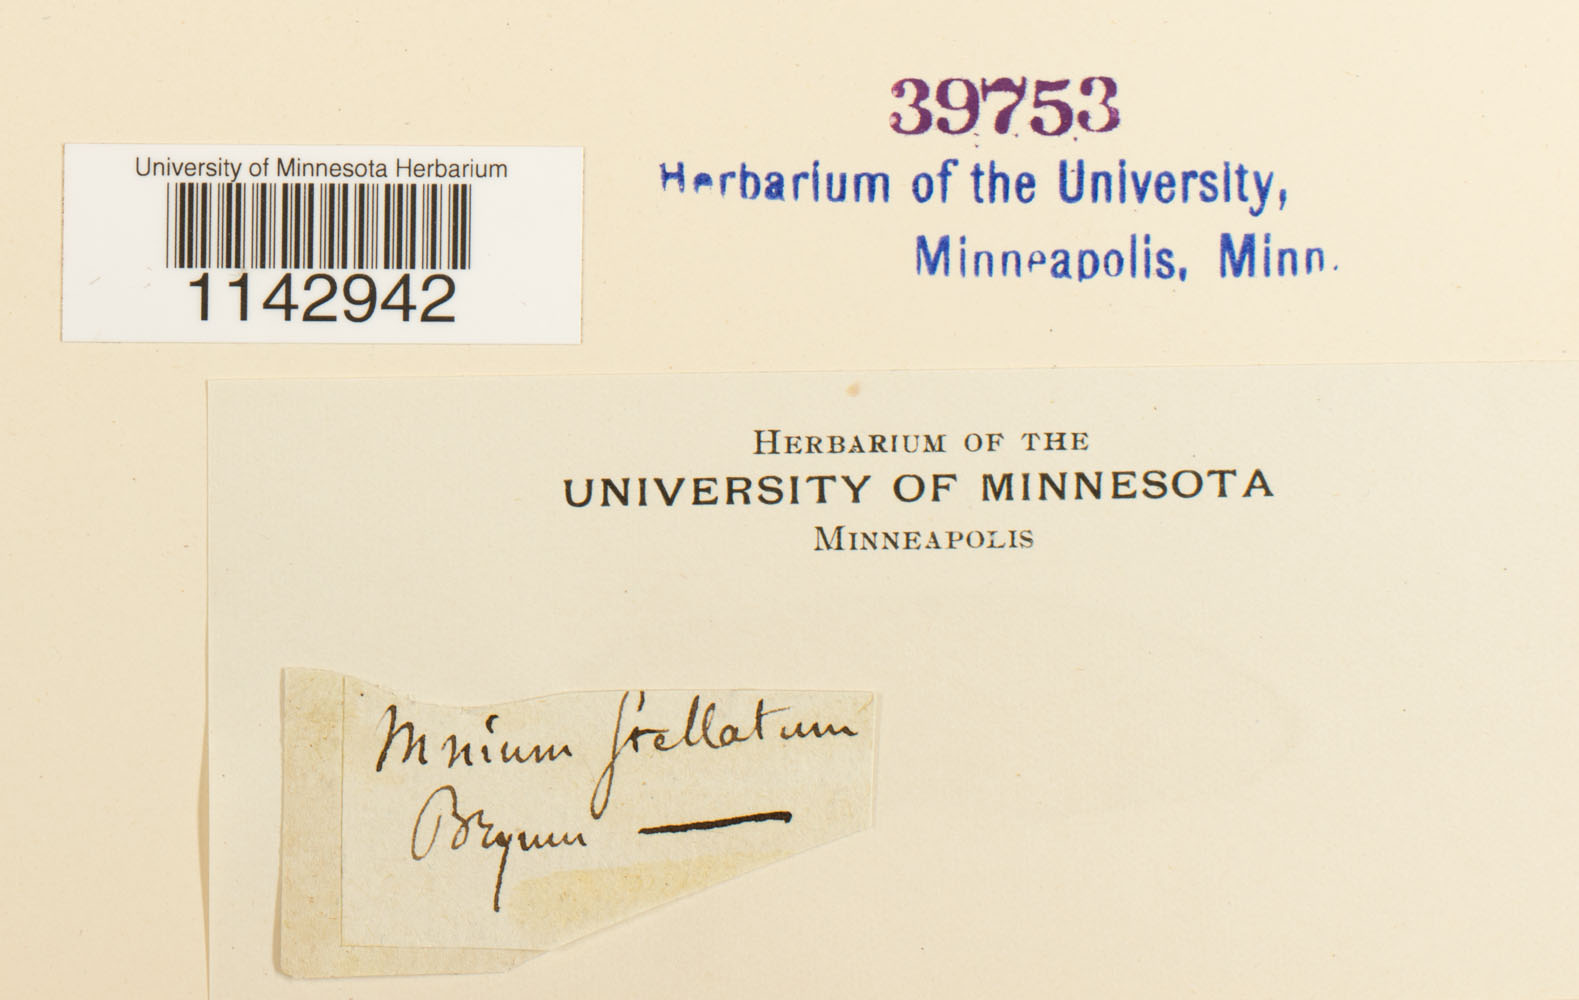 39753
Herbarium of the University,
Minneapolis, Minn.
University of Minnesota Herbarium
1142942
HERBARIUM OF THE
UNIVERSITY OF MINNESOTA
MINNEAPOLIS
Mnium stellatum
Bryum —